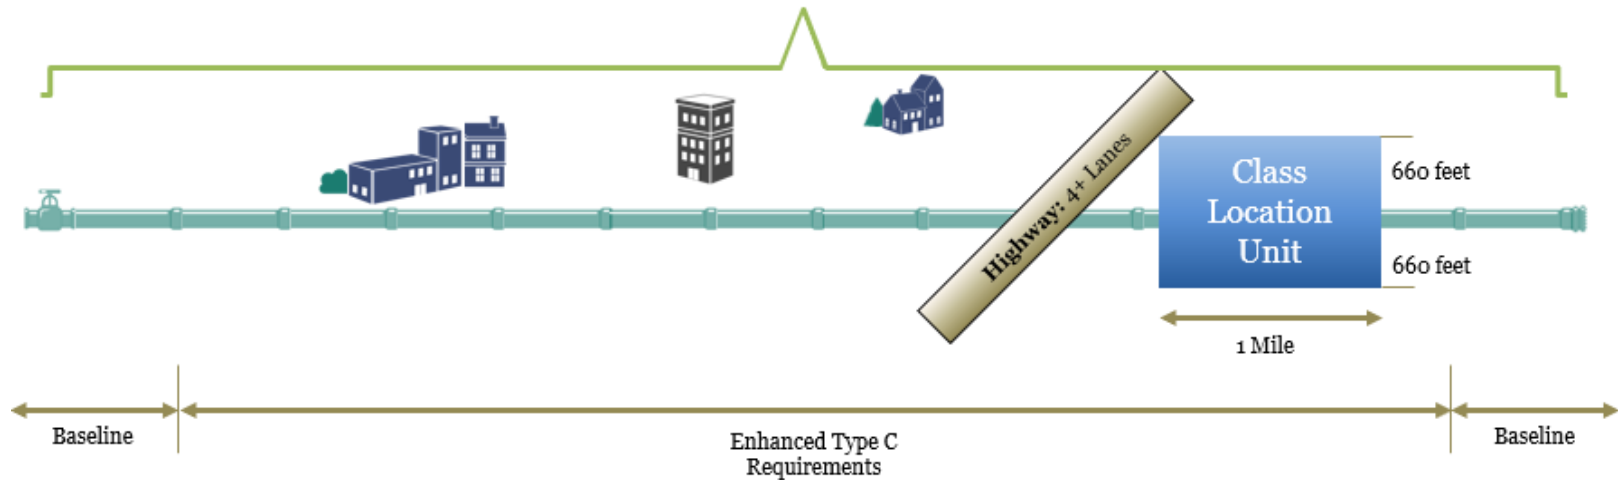 Highway: 4+ Lanes
Class
Location
Unit
660 feet
660 feet
1 Mile
Baseline
Enhanced Type C
Requirements
Baseline